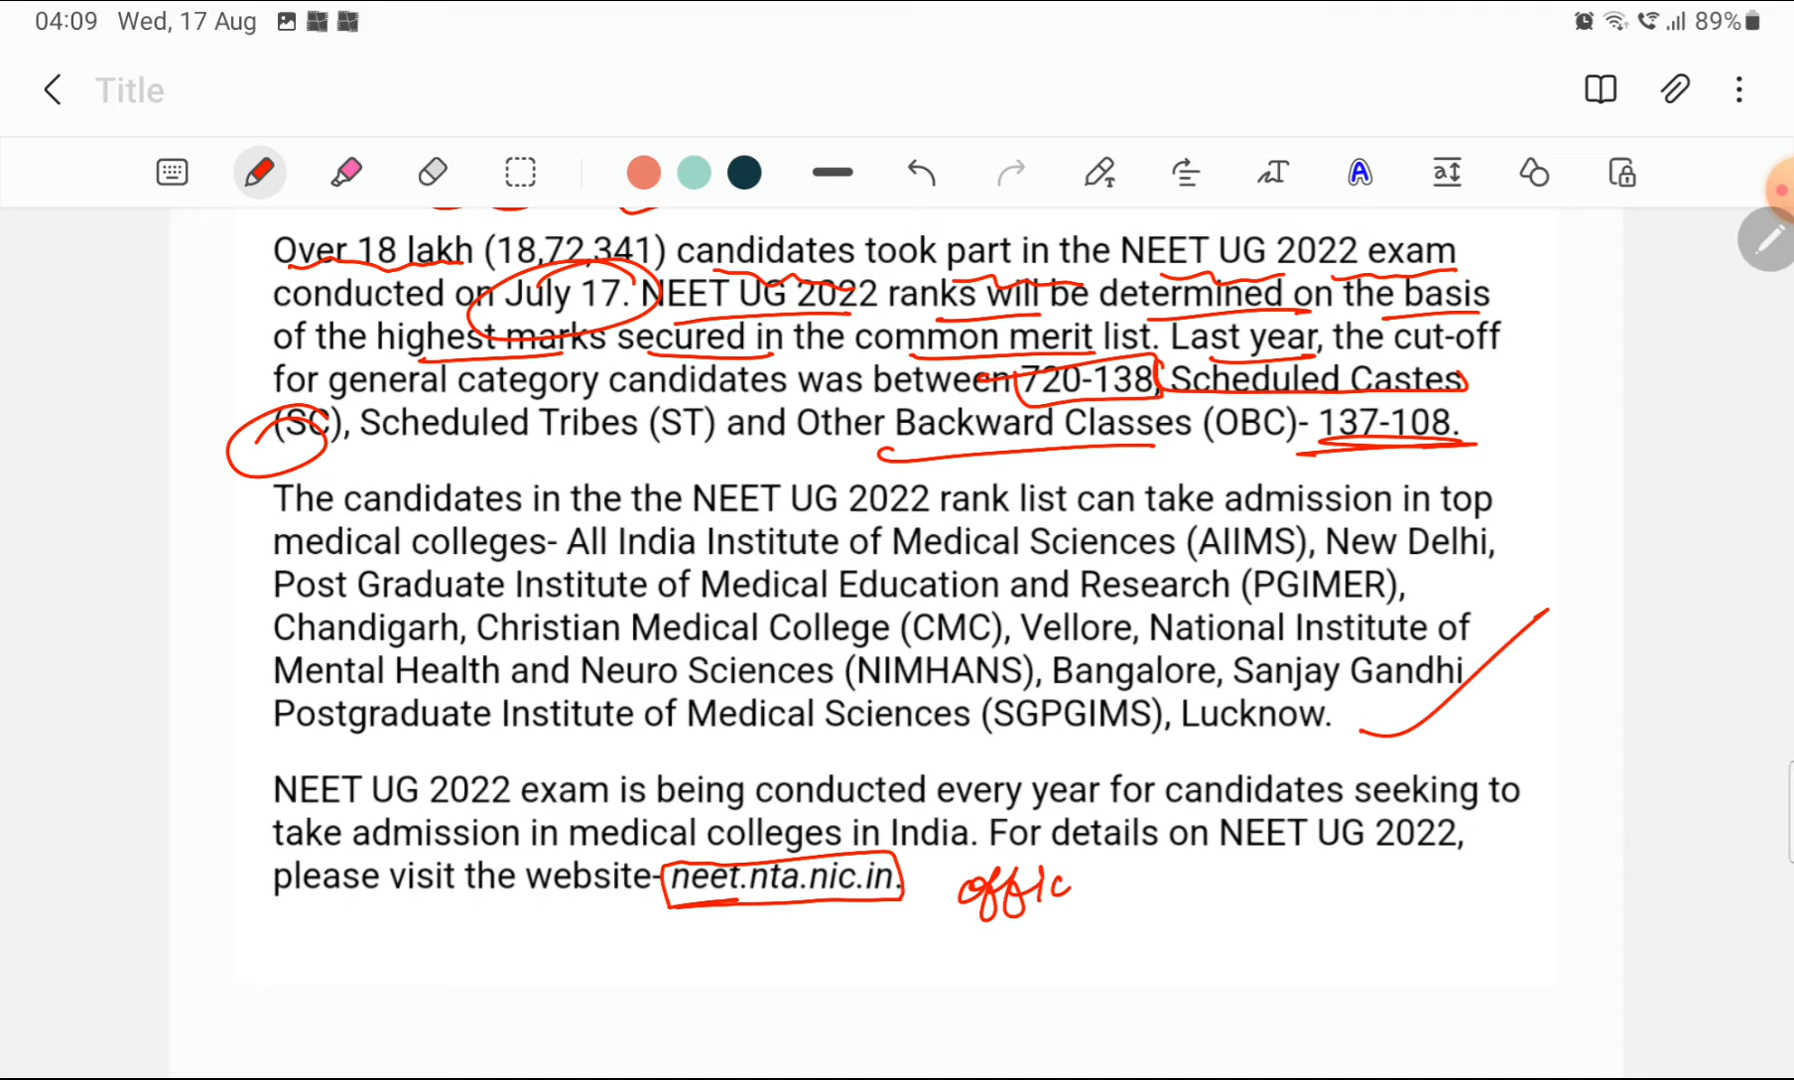 04:09 Wed, 17 Aug 89%
Title
Over 18 lakh (18,72,341) candidates took part in the NEET UG 2022 exam
conducted on July 17. NEET UG 2022 ranks will be determined on the basis
of the highest marks secured in the common merit list. Last year, the cut-off
for general category candidates was between 720-138, Scheduled Castes
(SC), Scheduled Tribes (ST) and Other Backward Classes (OBC)- 137-108.
The candidates in the the NEET UG 2022 rank list can take admission in top
medical colleges- All India Institute of Medical Sciences (AIIMS), New Delhi,
Post Graduate Institute of Medical Education and Research (PGIMER),
Chandigarh, Christian Medical College (CMC), Vellore, National Institute of
Mental Health and Neuro Sciences (NIMHANS), Bangalore, Sanjay Gandhi
Postgraduate Institute of Medical Sciences (SGPGIMS), Lucknow.
NEET UG 2022 exam is being conducted every year for candidates seeking to
take admission in medical colleges in India. For details on NEET UG 2022,
please visit the website- neet.nta.nic.in. offic